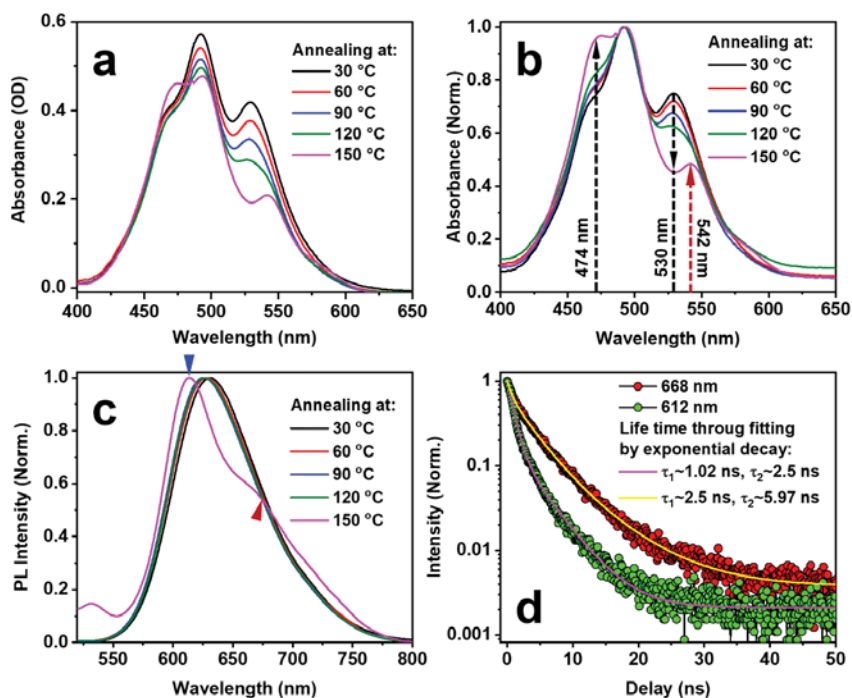 a
Annealing at:
30 °C
60 °C
90 °C
120 °C
150 °C
Absorbance (OD)
0.6
0.4
0.2
0.0
400 450 500 550 600 650
Wavelength (nm)
b
Annealing at:
30 °C
60 °C
90 °C
120 °C
150 °C
474 nm
530 nm
542 nm
Absorbance (Norm.)
1.0
0.8
0.6
0.4
0.2
0.0
400 450 500 550 600 650
Wavelength (nm)
c
Annealing at:
30 °C
60 °C
90 °C
120 °C
150 °C
PL Intensity (Norm.)
1.0
0.8
0.6
0.4
0.2
0.0
550 600 650 700 750 800
Wavelength (nm)
668 nm
612 nm
Life time throug fitting
by exponential decay:
τ1~1.02 ns, τ2~2.5 ns
τ1~2.5 ns, τ2~5.97 ns
d
Intensity (Norm.)
1
0.1
0.01
0.001
0 10 20 30 40 50
Delay (ns)